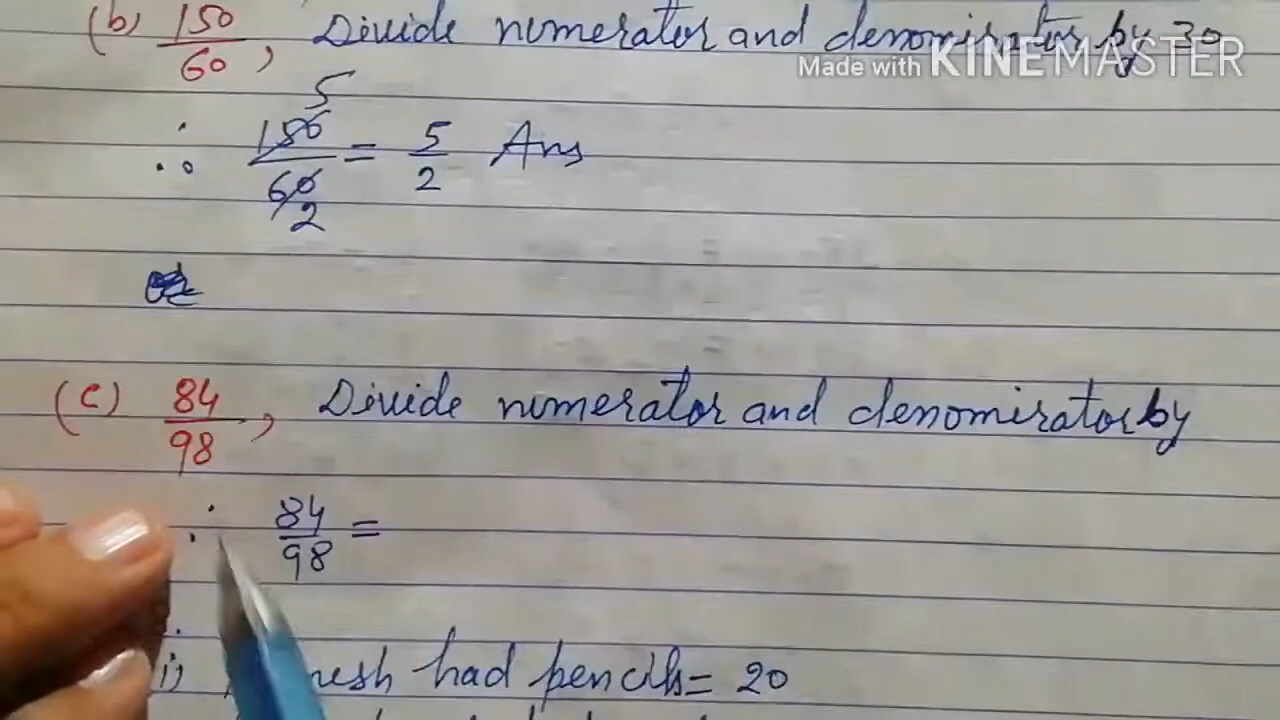 (b) 150/60, Divide numerator and denominator by 30
Made with KINEMASTER
5
∴ 150/60 = 5/2 Ans
2
(c) 84/98, Divide numerator and denominator by
∴ 84/98 =
had pencils= 20